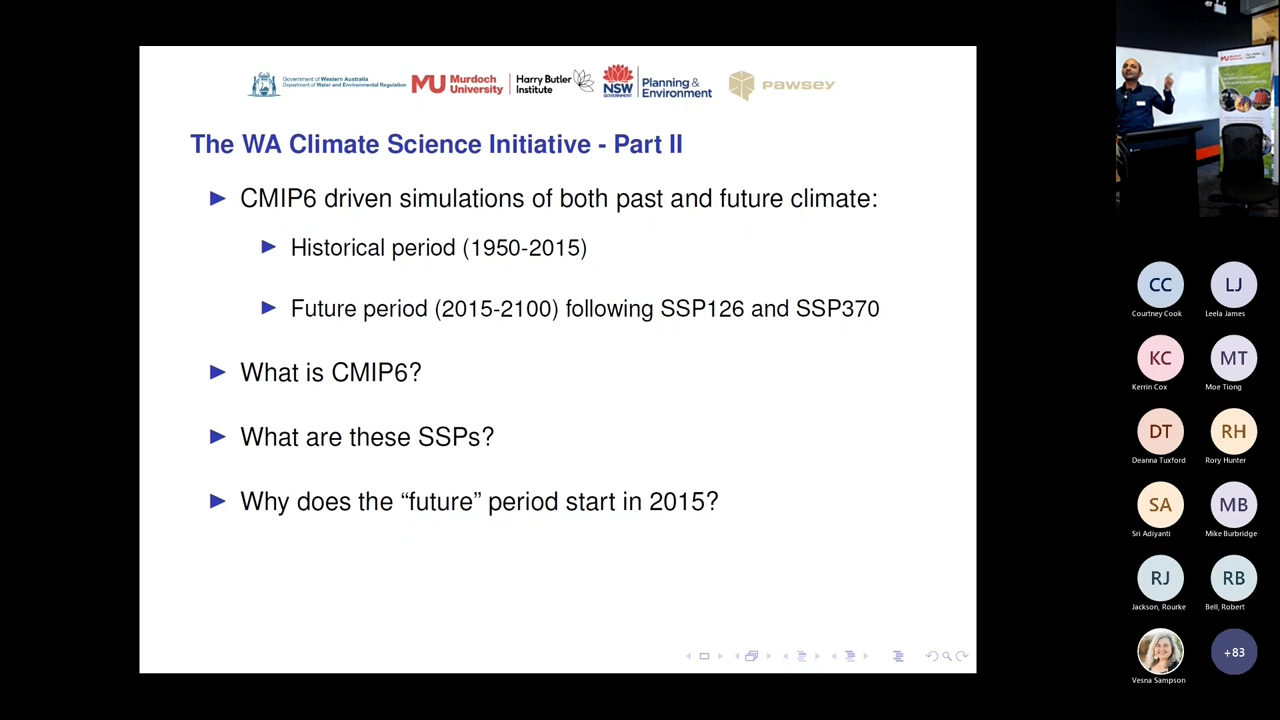 Government of Western Australia
Department of Water and Environmental Regulation
MU Murdoch University
Harry Butler Institute
NSW GOVERNMENT
Planning & Environment
PAWSEY
The WA Climate Science Initiative - Part II
CMIP6 driven simulations of both past and future climate:
Historical period (1950-2015)
Future period (2015-2100) following SSP126 and SSP370
What is CMIP6?
What are these SSPs?
Why does the “future” period start in 2015?
CC
Courtney Cook
LJ
Leela James
KC
Kerrin Cox
MT
Moe Tiong
DT
Deanna Tuxford
RH
Rory Hunter
SA
Sri Adiyanti
MB
Mike Burbridge
RJ
Jackson, Rourke
RB
Bell, Robert
Vesna Sampson
+83